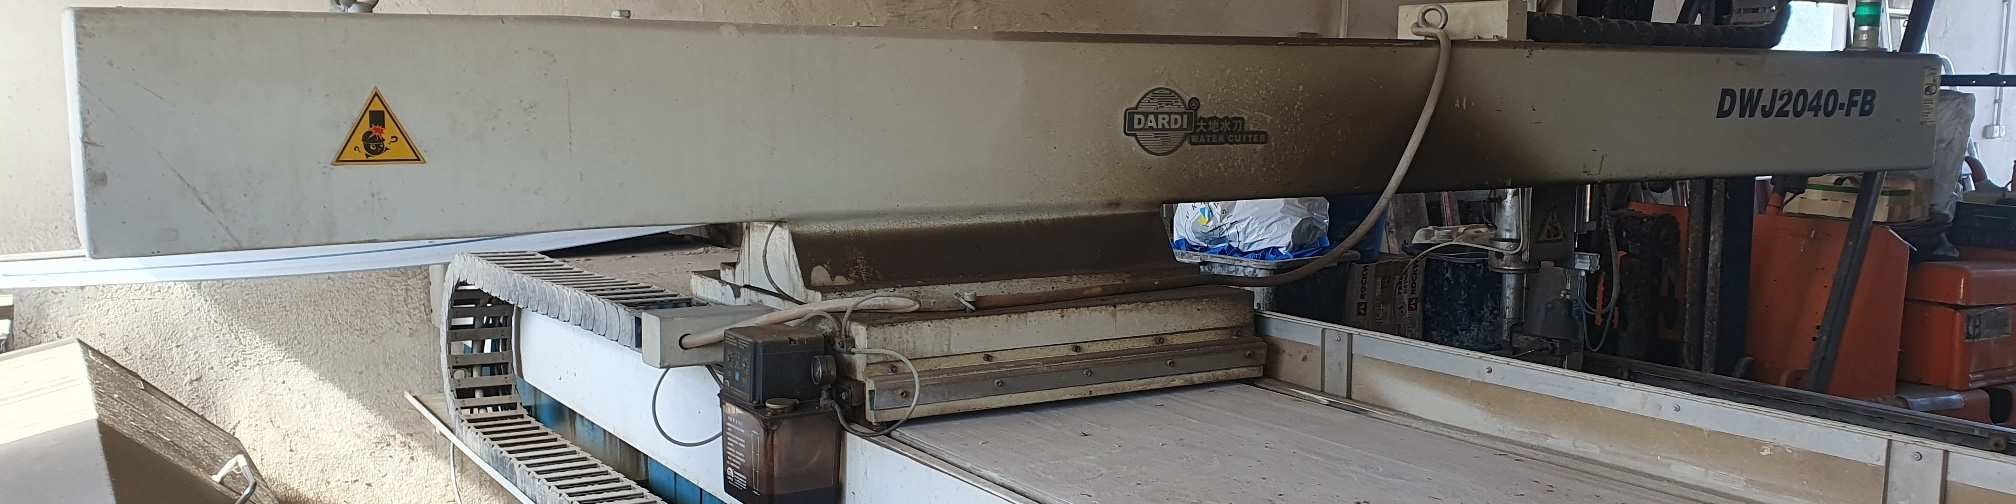 DARDI
大地水刀
WATER CUTTER
DWJ2040-FB